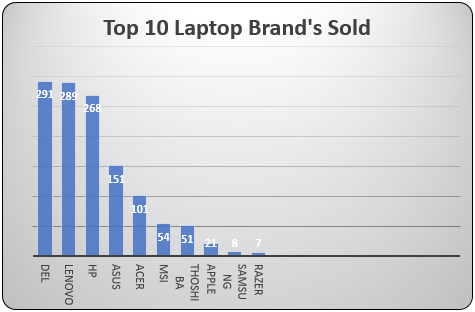 Top 10 Laptop Brand's Sold
291
289
268
151
101
54
51
21
8
7
DEL
LENOVO
HP
ASUS
ACER
MSI
THOSHI
BA
APPLE
SAMSU
NG
RAZER